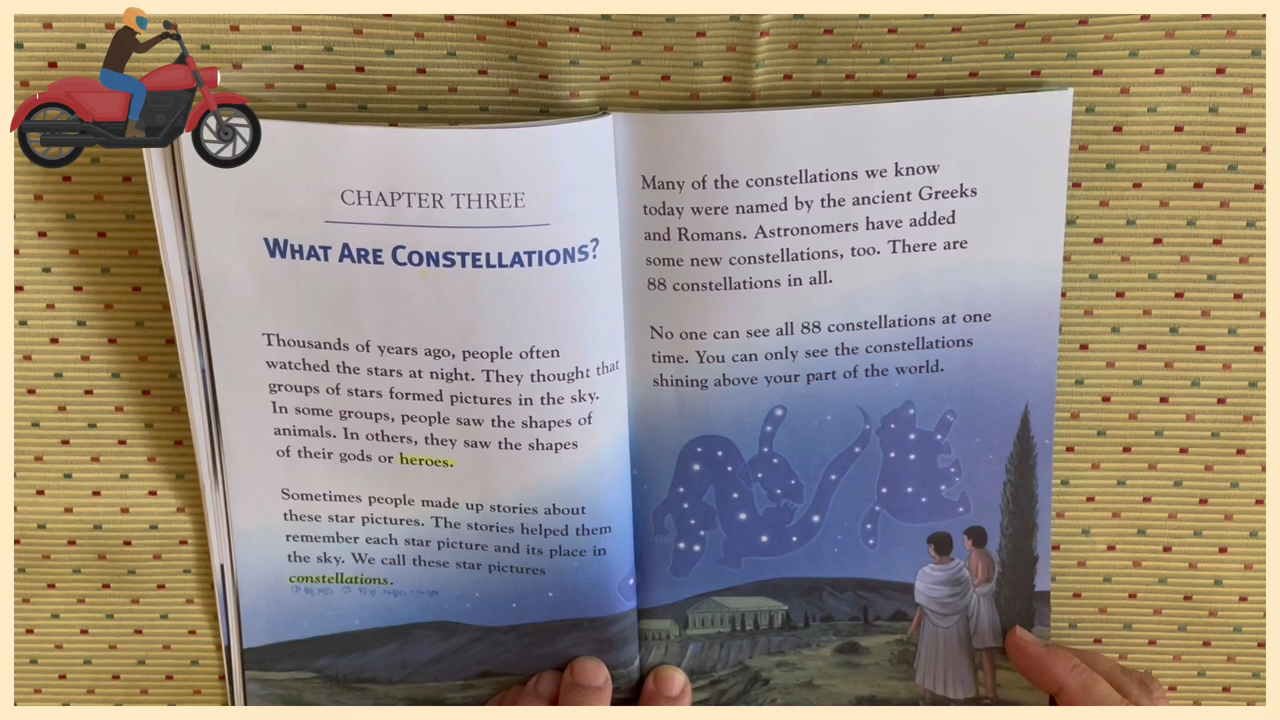 CHAPTER THREE
WHAT ARE CONSTELLATIONS?
Thousands of years ago, people often
watched the stars at night. They thought that
groups of stars formed pictures in the sky.
In some groups, people saw the shapes of
animals. In others, they saw the shapes
of their gods or heroes.
Sometimes people made up stories about
these star pictures. The stories helped them
remember each star picture and its place in
the sky. We call these star pictures
constellations.
Many of the constellations we know
today were named by the ancient Greeks
and Romans. Astronomers have added
some new constellations, too. There are
88 constellations in all.
No one can see all 88 constellations at one
time. You can only see the constellations
shining above your part of the world.